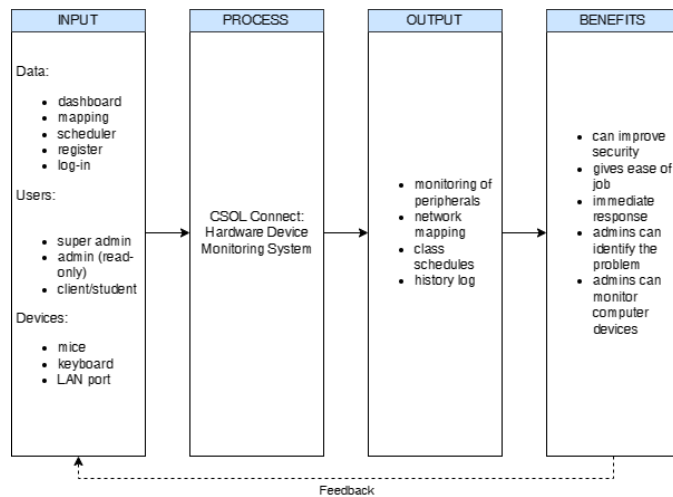 INPUT
Data:
• dashboard
• mapping
• scheduler
• register
• log-in
Users:
• super admin
• admin (read-
only)
• client/student
Devices:
• mice
• keyboard
• LAN port
PROCESS
CSOL Connect:
Hardware Device
Monitoring System
OUTPUT
• monitoring of
peripherals
• network
mapping
• class
schedules
• history log
BENEFITS
• can improve
security
• gives ease of
job
• immediate
response
• admins can
identify the
problem
• admins can
monitor
computer
devices
Feedback